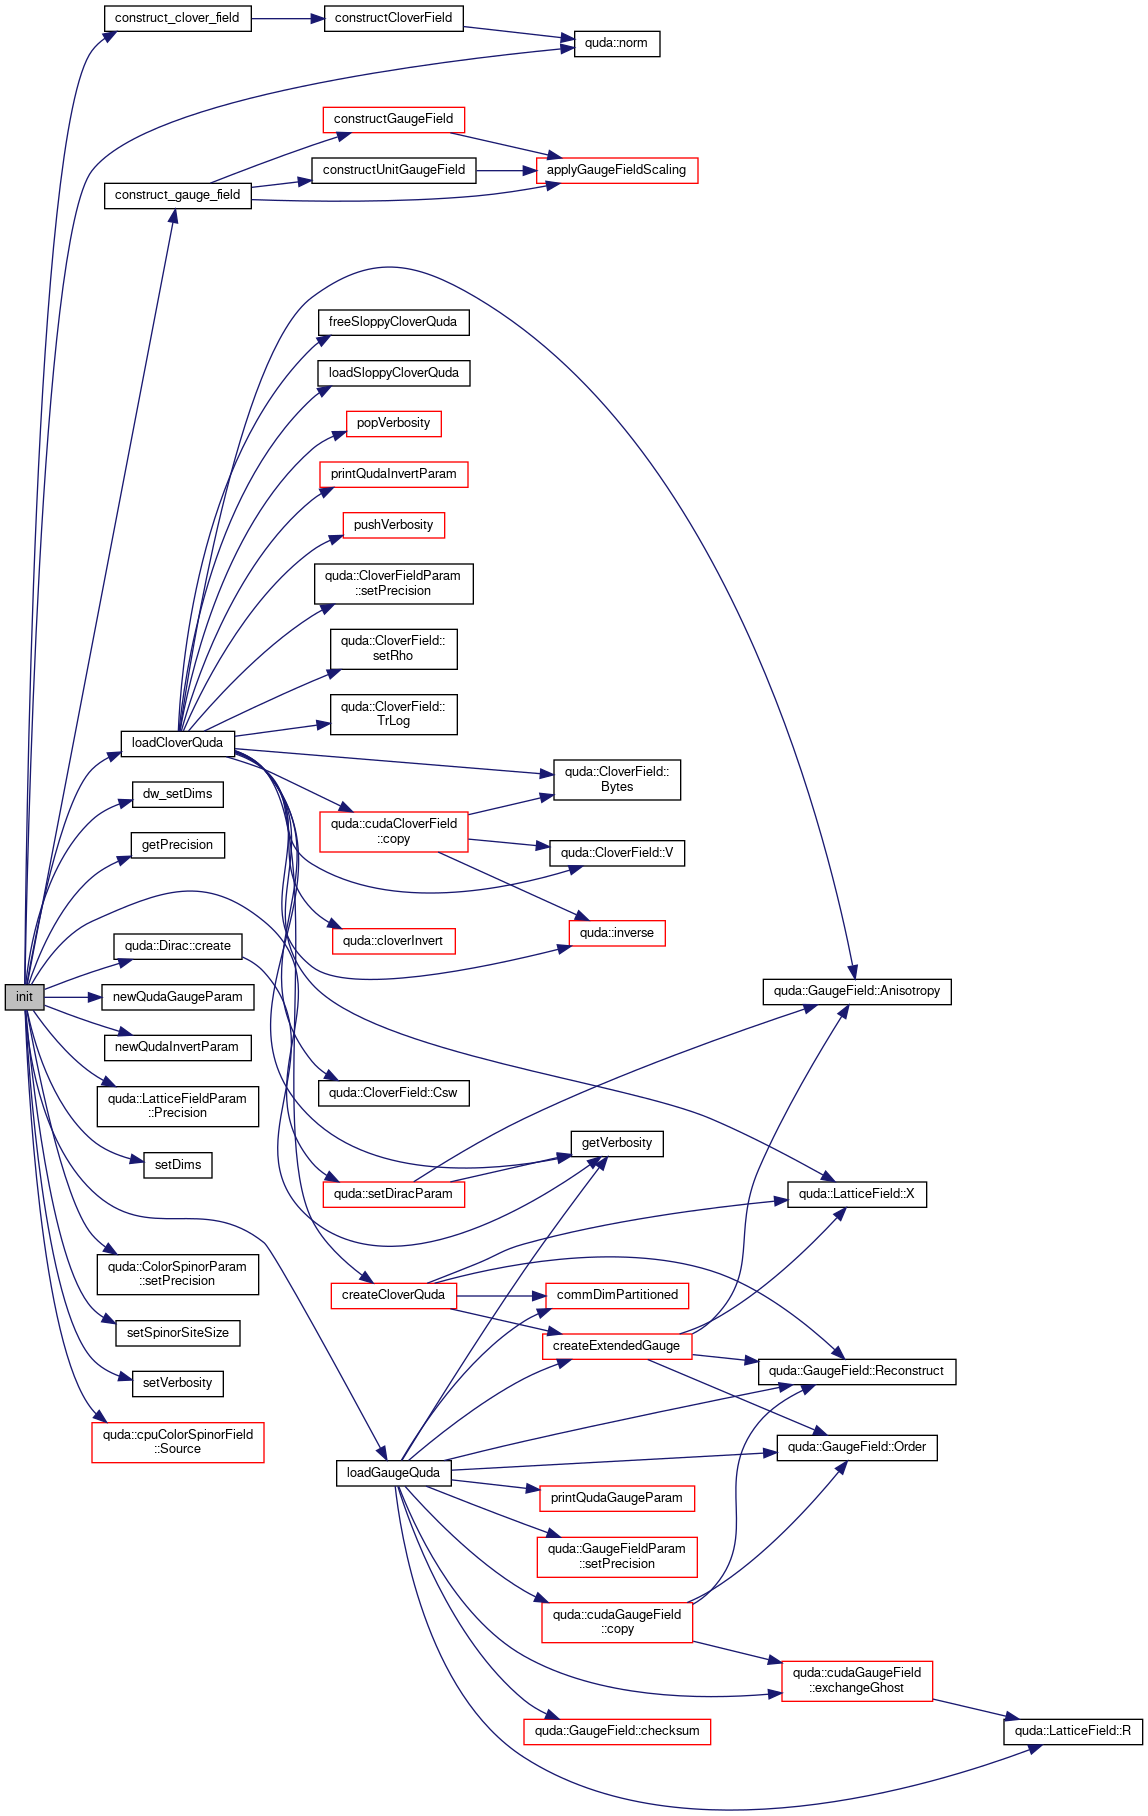 construct_clover_field
constructCloverField
quda::norm
constructGaugeField
constructUnitGaugeField
applyGaugeFieldScaling
construct_gauge_field
freeSloppyCloverQuda
loadSloppyCloverQuda
popVerbosity
printQudaInvertParam
pushVerbosity
quda::CloverFieldParam
::setPrecision
quda::CloverField::
setRho
quda::CloverField::
TrLog
loadCloverQuda
quda::CloverField::
Bytes
dw_setDims
quda::cudaCloverField
::copy
getPrecision
quda::CloverField::V
quda::Dirac::create
quda::cloverInvert
quda::inverse
init
newQudaGaugeParam
quda::GaugeField::Anisotropy
newQudaInvertParam
quda::LatticeFieldParam
::Precision
quda::CloverField::Csw
getVerbosity
setDims
quda::setDiracParam
quda::LatticeField::X
quda::ColorSpinorParam
::setPrecision
createCloverQuda
commDimPartitioned
setSpinorSiteSize
createExtendedGauge
setVerbosity
quda::GaugeField::Reconstruct
quda::cpuColorSpinorField
::Source
quda::GaugeField::Order
loadGaugeQuda
printQudaGaugeParam
quda::GaugeFieldParam
::setPrecision
quda::cudaGaugeField
::copy
quda::cudaGaugeField
::exchangeGhost
quda::GaugeField::checksum
quda::LatticeField::R